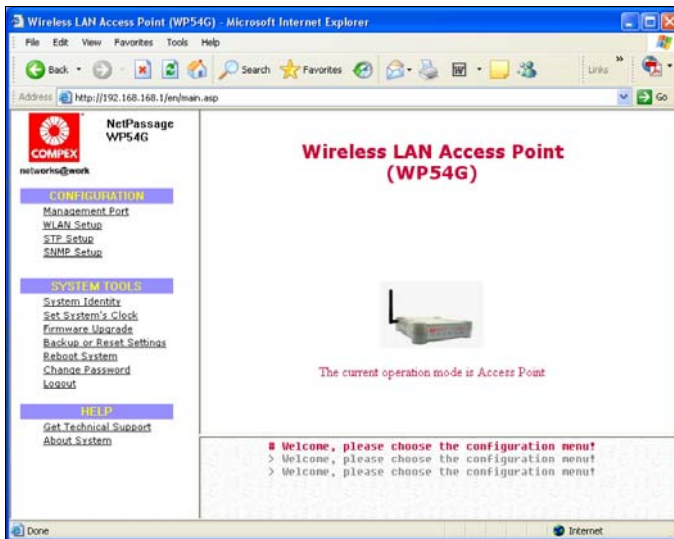 Wireless LAN Access Point (WP54G) - Microsoft Internet Explorer
File Edit View Favorites Tools Help
Back Search Favorites Links
Address http://192.168.168.1/en/main.asp Go
COMPEX
networks@work
NetPassage
WP54G
CONFIGURATION
Management Port
WLAN Setup
STP Setup
SNMP Setup
SYSTEM TOOLS
System Identity
Set System's Clock
Firmware Upgrade
Backup or Reset Settings
Reboot System
Change Password
Logout
HELP
Get Technical Support
About System
Wireless LAN Access Point
(WP54G)
The current operation mode is Access Point
# Welcome, please choose the configuration menu!
> Welcome, please choose the configuration menu!
> Welcome, please choose the configuration menu!
Done Internet